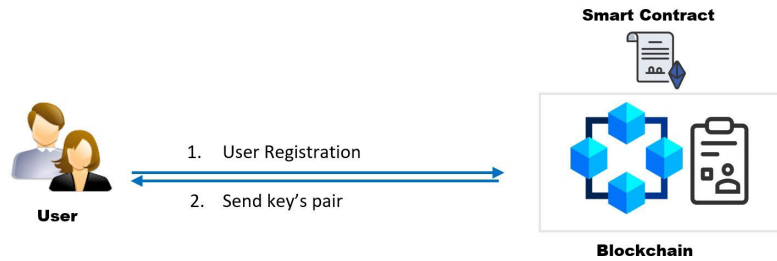 Smart Contract
1. User Registration
2. Send key's pair
User
Blockchain